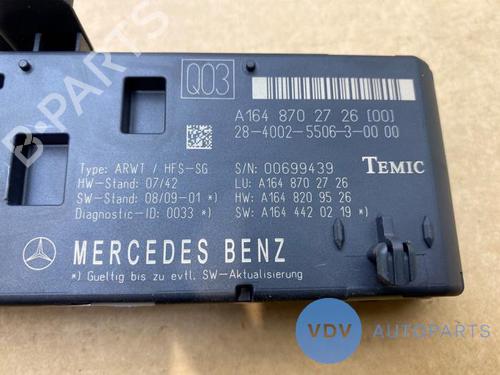 Q03
A164 870 27 26 [00]
28-4002-5506-3-00 00
Type: ARWT / HFS-SG
HW-Stand: 07/42
SW-Stand: 08/09-01 *)
Diagnostic-ID: 0033 *)
S/N: 00699439
LU: A164 870 27 26
HW: A164 820 95 26
SW: A164 442 02 19 *)
TEMIC
MERCEDES BENZ
*) Gueltig bis zu evtl. SW-Aktualisierung
B-PARTS
VDV AUTOPARTS